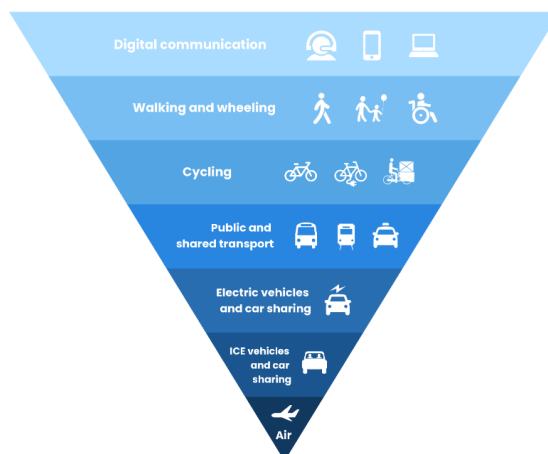 Digital communication
Walking and wheeling
Cycling
Public and
shared transport
Electric vehicles
and car sharing
ICE vehicles
and car
sharing
Air